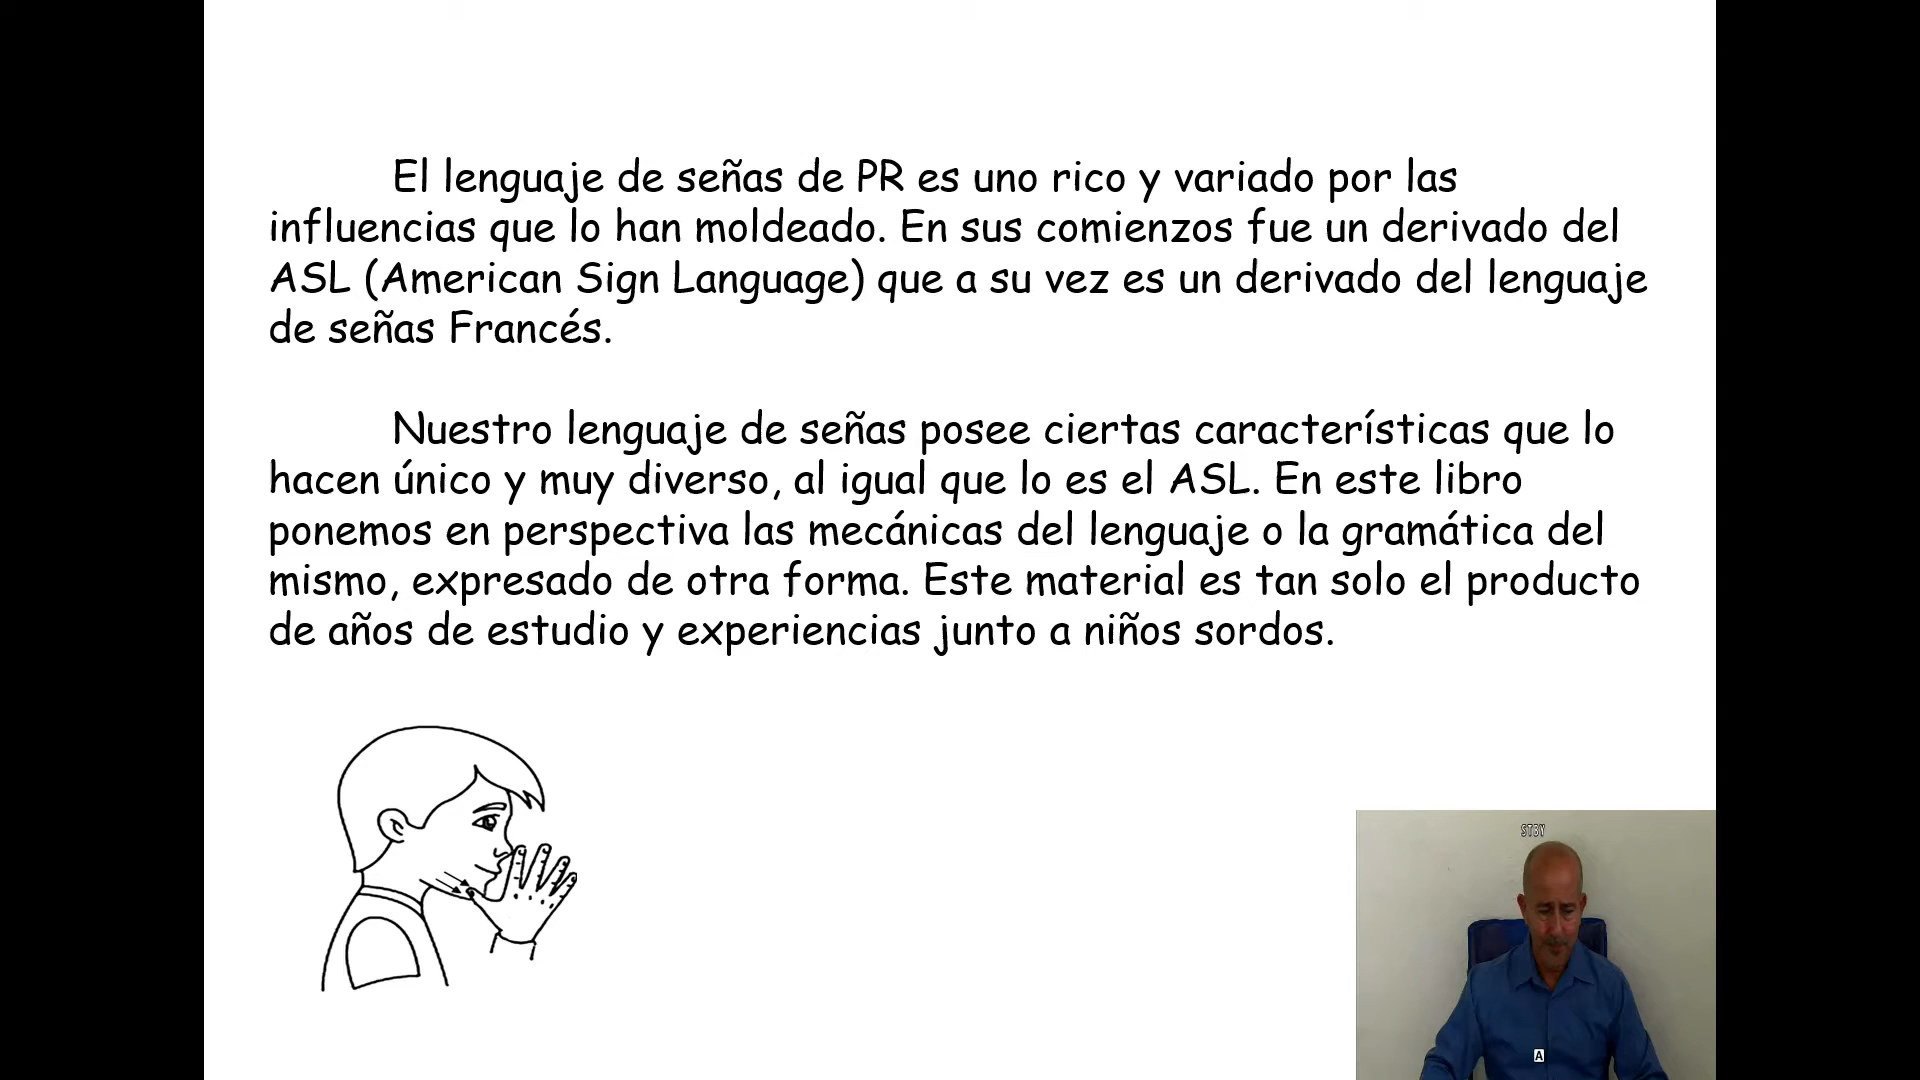 El lenguaje de señas de PR es uno rico y variado por las
influencias que lo han moldeado. En sus comienzos fue un derivado del
ASL (American Sign Language) que a su vez es un derivado del lenguaje
de señas Francés.
Nuestro lenguaje de señas posee ciertas características que lo
hacen único y muy diverso, al igual que lo es el ASL. En este libro
ponemos en perspectiva las mecánicas del lenguaje o la gramática del
mismo, expresado de otra forma. Este material es tan solo el producto
de años de estudio y experiencias junto a niños sordos.
STBY
A